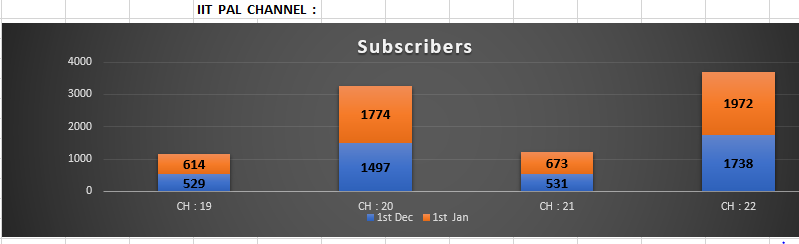 IIT PAL CHANNEL :
Subscribers
4000
3000
2000
1000
0
614
529
1774
1497
673
531
1972
1738
CH : 19
CH : 20
CH : 21
CH : 22
1st Dec
1st Jan